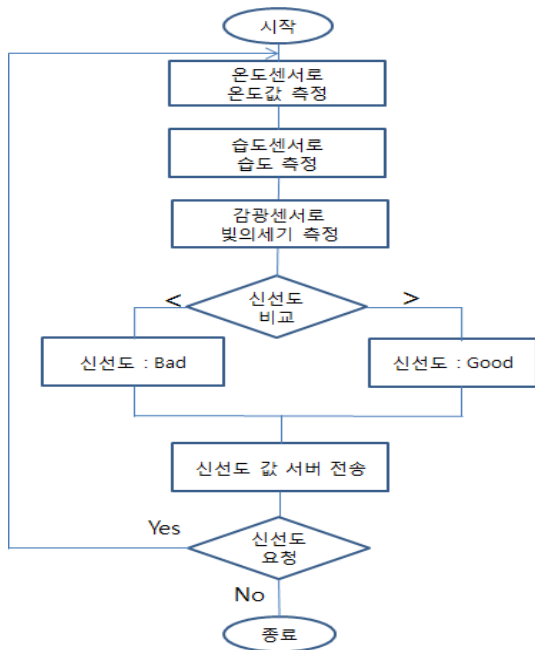 시작
온도센서로
온도값 측정
습도센서로
습도 측정
감광센서로
빛의세기 측정
<
신선도
비교
>
신선도 : Bad
신선도 : Good
신선도 값 서버 전송
Yes
신선도
요청
No
종료